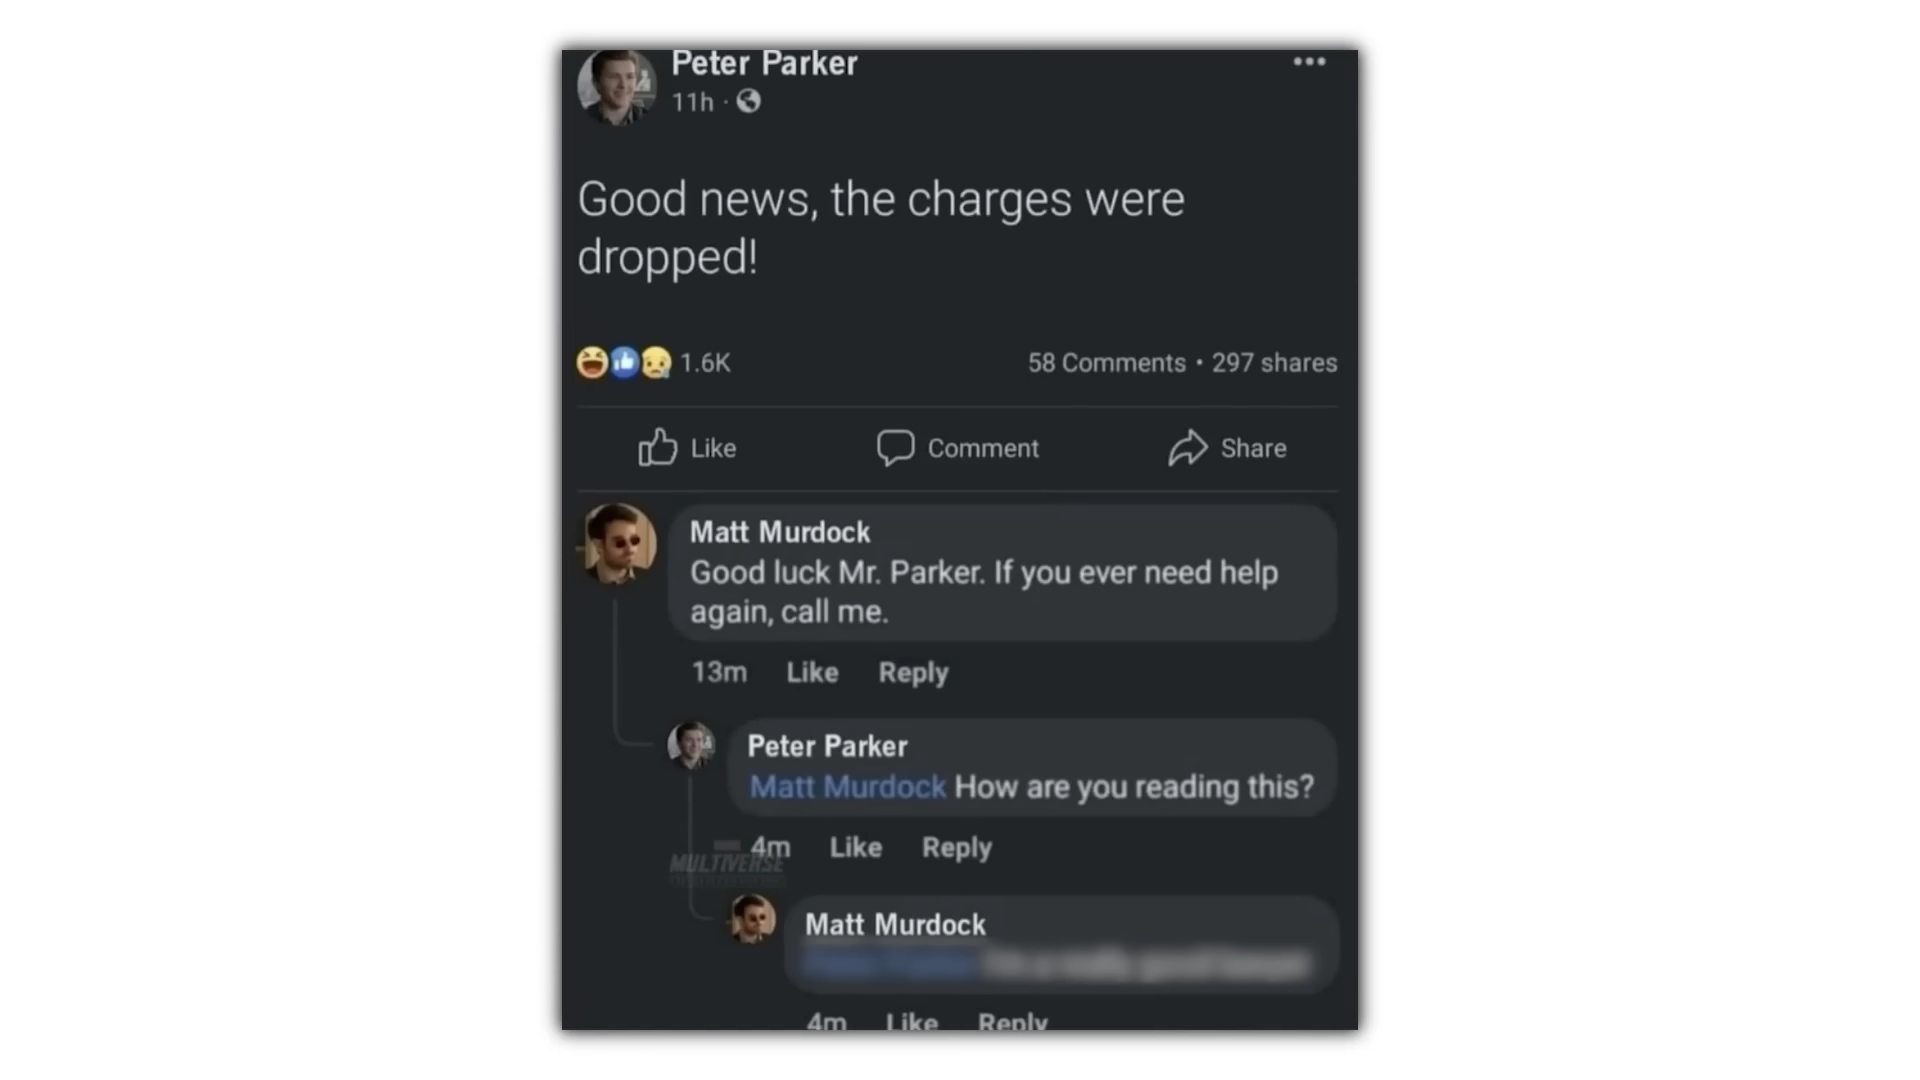 Peter Parker
11h ·
Good news, the charges were
dropped!
1.6K
58 Comments • 297 shares
Like
Comment
Share
Matt Murdock
Good luck Mr. Parker. If you ever need help
again, call me.
13m Like Reply
Peter Parker
Matt Murdock How are you reading this?
4m Like Reply
MULTIVERSE
Matt Murdock
4m Like Reply